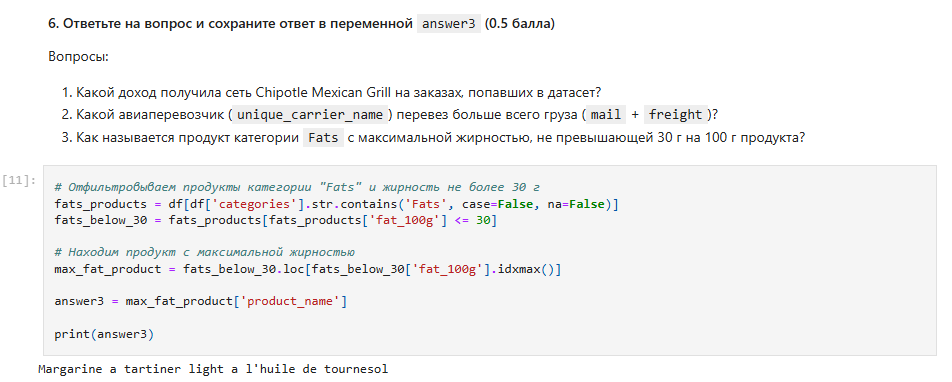 6. Ответьте на вопрос и сохраните ответ в переменной answer3 (0.5 балла)
Вопросы:
1. Какой доход получила сеть Chipotle Mexican Grill на заказах, попавших в датасет?
2. Какой авиаперевозчик ( unique_carrier_name ) перевез больше всего груза ( mail + freight )?
3. Как называется продукт категории Fats с максимальной жирностью, не превышающей 30 г на 100 г продукта?
[11]:
# Отфильтровываем продукты категории "Fats" и жирность не более 30 г
fats_products = df[df['categories'].str.contains('Fats', case=False, na=False)]
fats_below_30 = fats_products[fats_products['fat_100g'] <= 30]
# Находим продукт с максимальной жирностью
max_fat_product = fats_below_30.loc[fats_below_30['fat_100g'].idxmax()]
answer3 = max_fat_product['product_name']
print(answer3)
Margarine a tartiner light a l'huile de tournesol